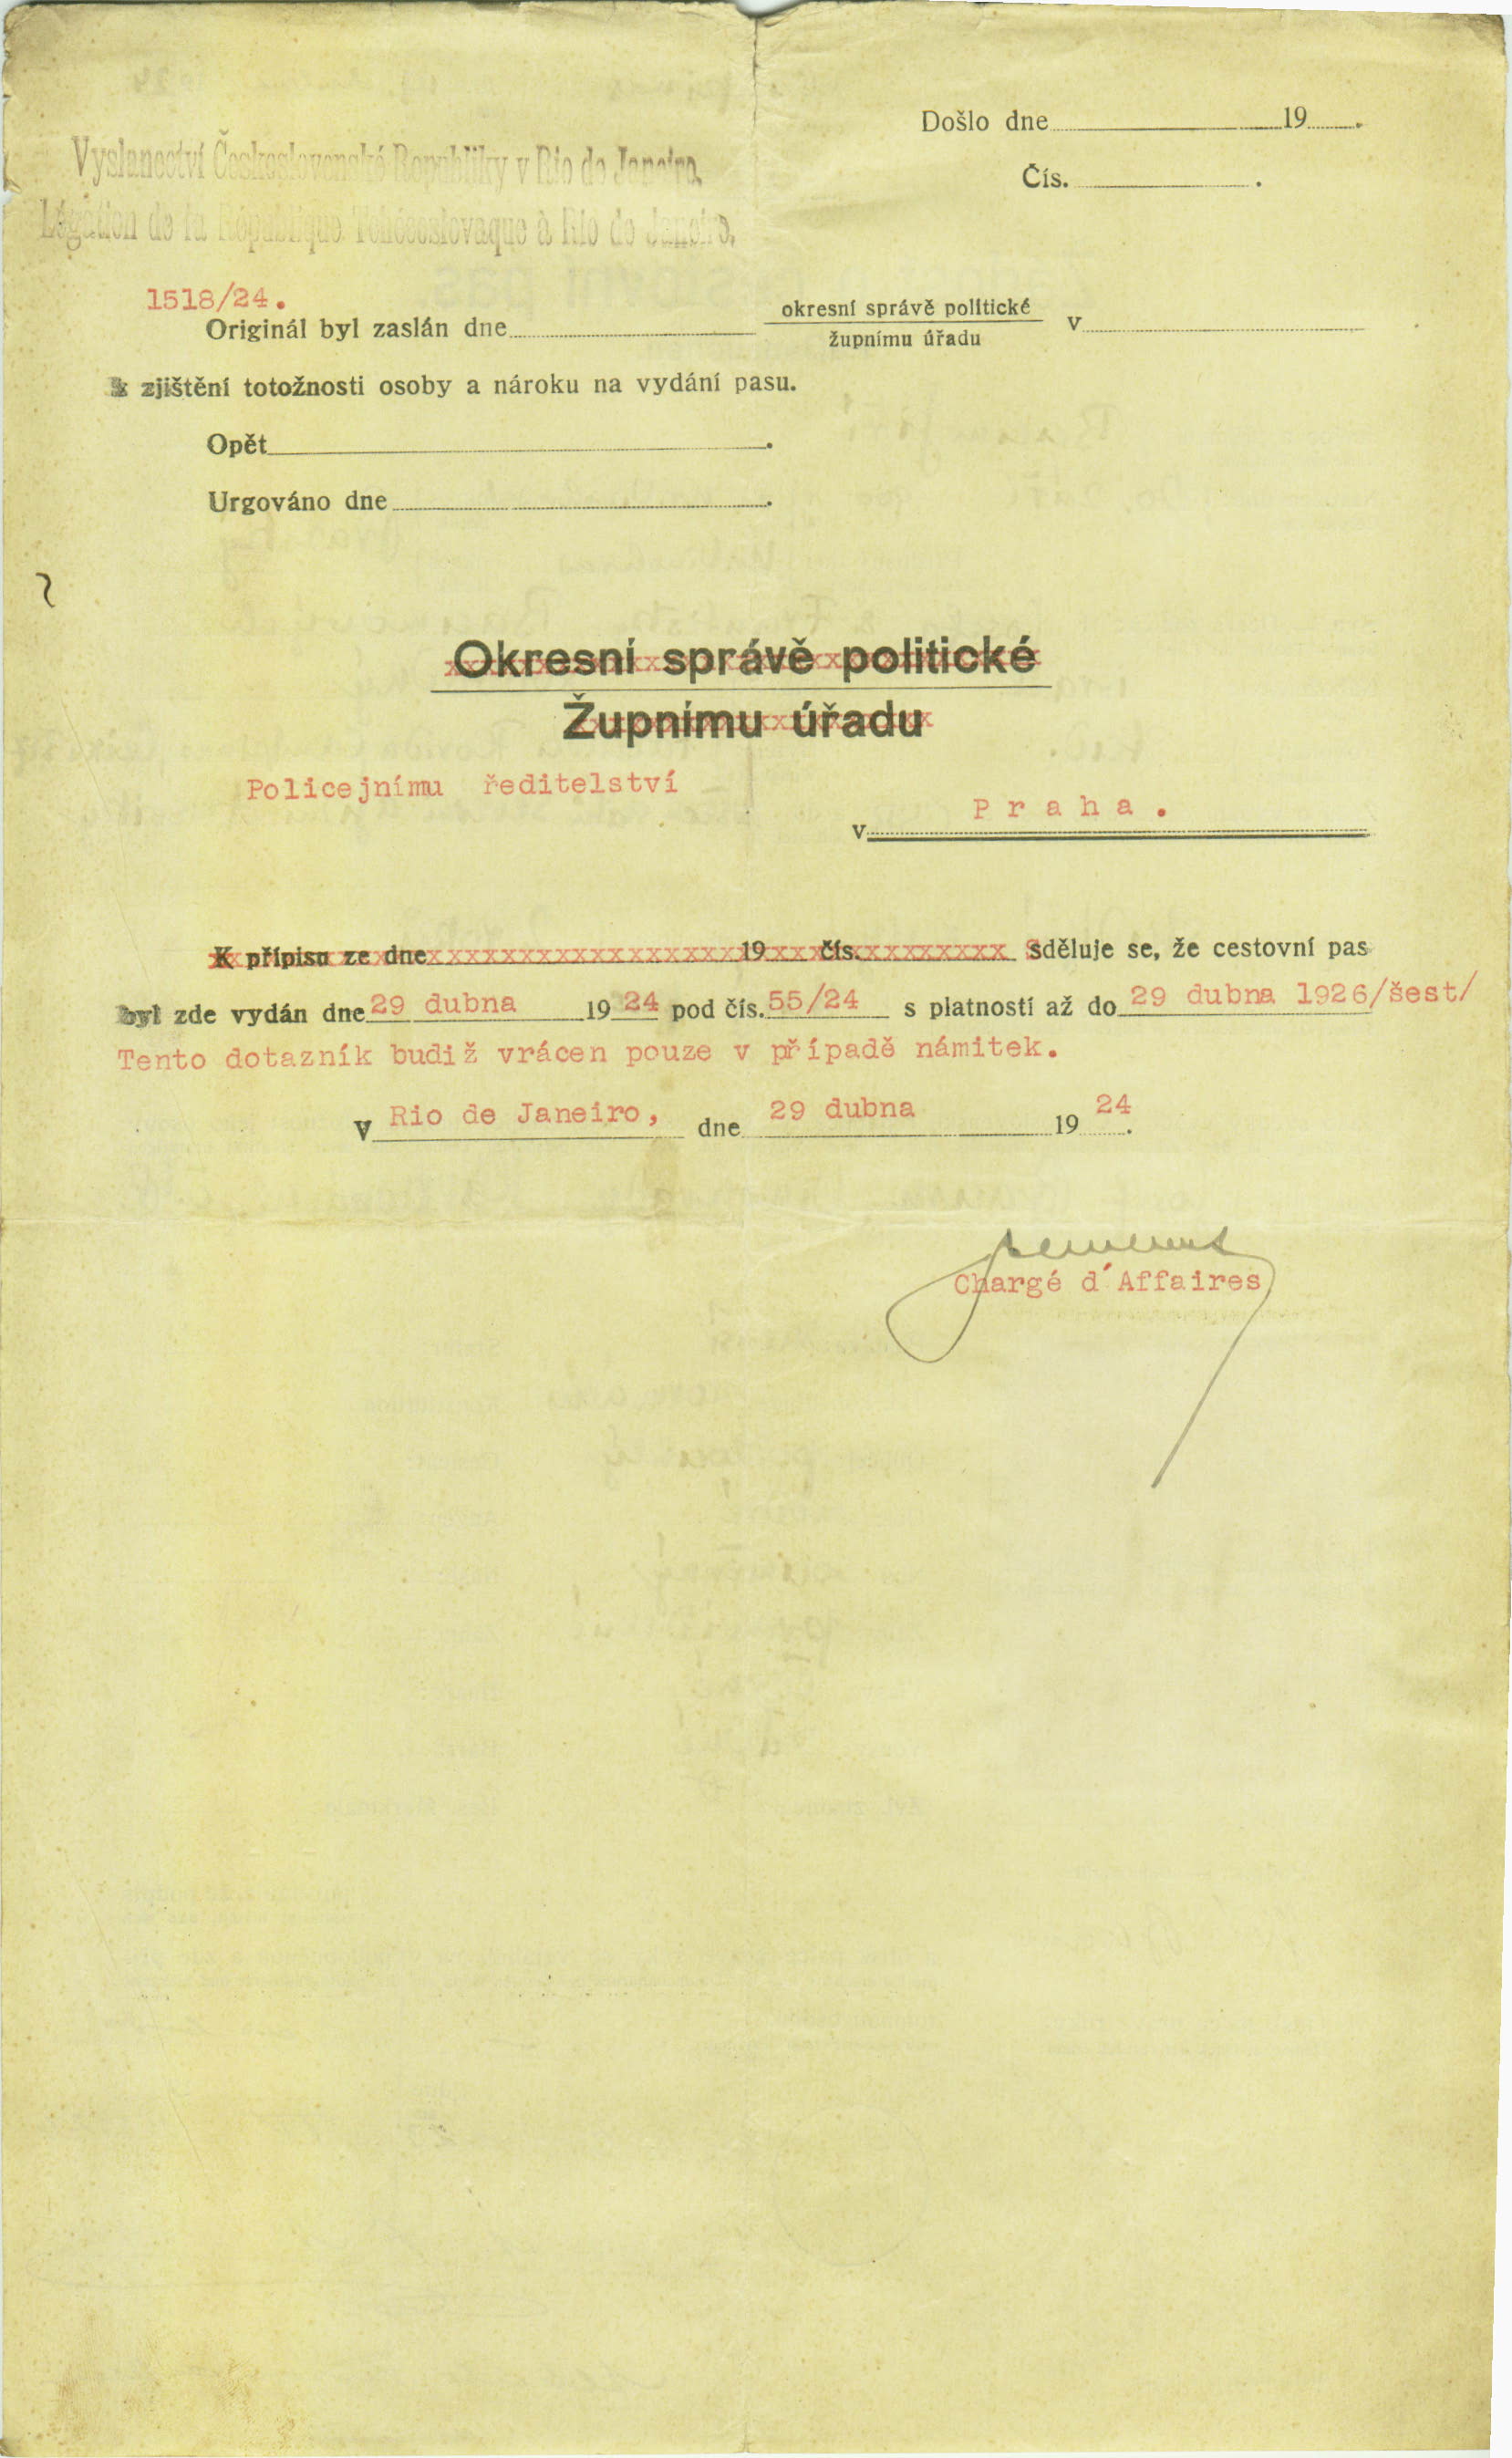 Došlo dne 19 .
Čís. .
Vyslanectví Československé Republiky v Rio de Janeiro.
Légation de la République Tchécoslovaque à Rio de Janeiro.
1518/24.
Originál byl zaslán dne okresní správě politické v
župnímu úřadu
k zjištění totožnosti osoby a nároku na vydání pasu.
Opět .
Urgováno dne .
Okresní správě politické
Župnímu úřadu
Policejnímu ředitelství
v Praha.
K přípisu ze dne xxxxxxxxxxxxxxxxx 19 xxx čís. xxxxxxxxx Sděluje se, že cestovní pas
byl zde vydán dne 29 dubna 19 24 pod čís. 55/24 s platností až do 29 dubna 1926/šest/
Tento dotazník budiž vrácen pouze v případě námitek.
V Rio de Janeiro, dne 29 dubna 19 24 .
Chargé d´Affaires